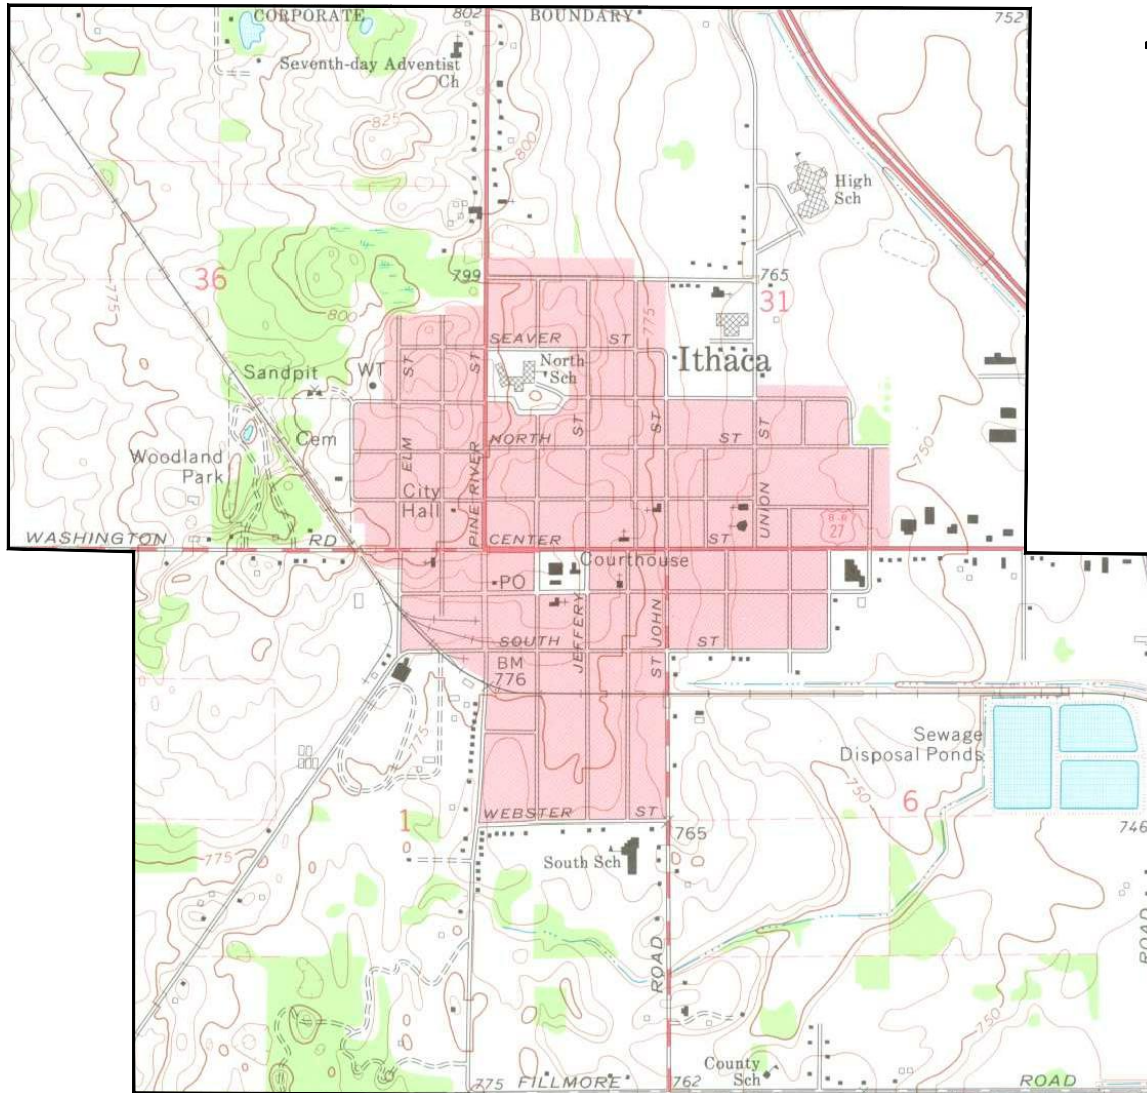 CORPORATE 802 BOUNDARY 752
Seventh-day Adventist
Ch
825
800
High
Sch
36
799
765
31
775
800
775
SEAVER ST
ST
ST
North
Sch
Ithaca
Sandpit
WT
Cem
NORTH ST
ST
ST
ST
ELM
PINE RIVER
750
Woodland
Park
City
Hall
UNION
B-R
27
WASHINGTON RD
CENTER ST
Courthouse
PO
JEFFERY
ST JOHN
SOUTH ST
BM
776
775
Sewage
Disposal Ponds
750
6
WEBSTER ST
1
765
746
775
South Sch
ROAD
ROAD
750
County
Sch
775 FILLMORE 762 ROAD